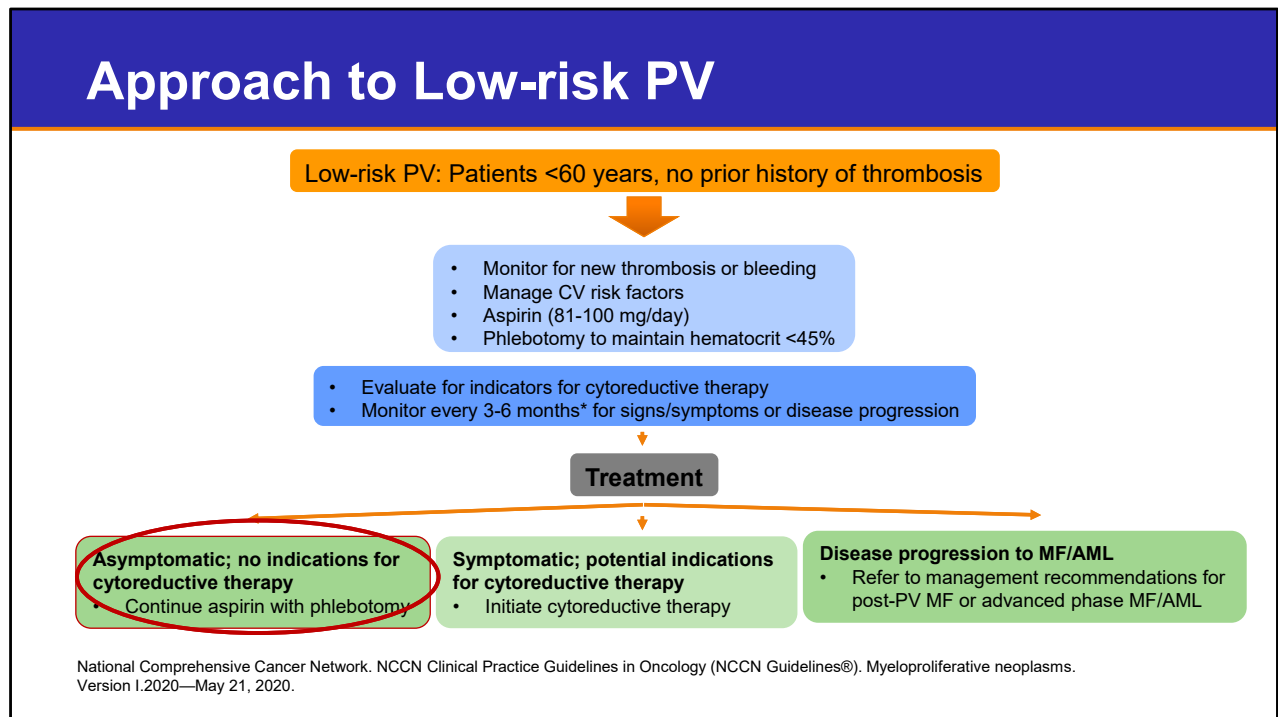 Approach to Low-risk PV
Low-risk PV: Patients <60 years, no prior history of thrombosis
• Monitor for new thrombosis or bleeding
• Manage CV risk factors
• Aspirin (81-100 mg/day)
• Phlebotomy to maintain hematocrit <45%
• Evaluate for indicators for cytoreductive therapy
• Monitor every 3-6 months* for signs/symptoms or disease progression
Treatment
Asymptomatic; no indications for
cytoreductive therapy
• Continue aspirin with phlebotomy
Symptomatic; potential indications
for cytoreductive therapy
• Initiate cytoreductive therapy
Disease progression to MF/AML
• Refer to management recommendations for
post-PV MF or advanced phase MF/AML
National Comprehensive Cancer Network. NCCN Clinical Practice Guidelines in Oncology (NCCN Guidelines®). Myeloproliferative neoplasms.
Version I.2020—May 21, 2020.